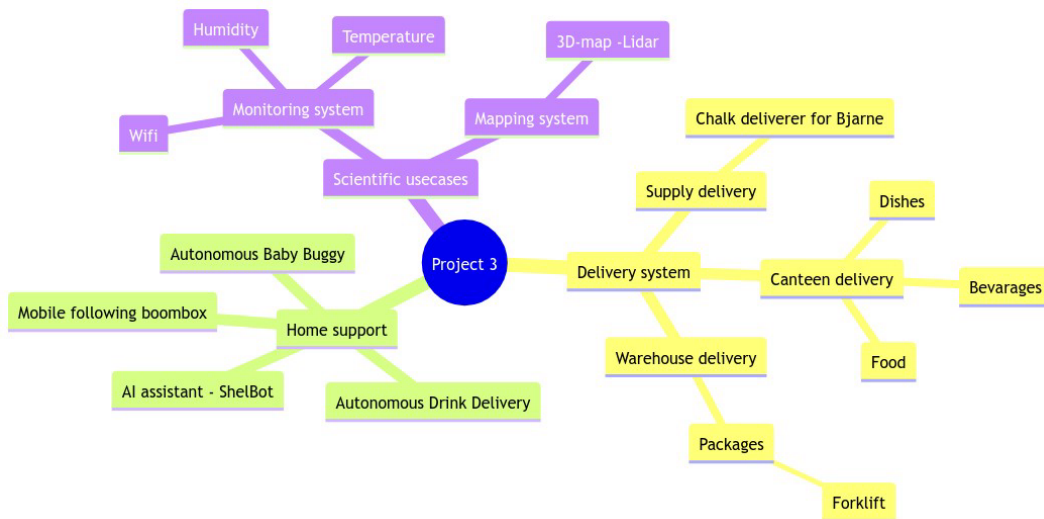 Humidity
Temperature
3D-map -Lidar
Monitoring system
Mapping system
Wifi
Chalk deliverer for Bjarne
Scientific usecases
Supply delivery
Dishes
Autonomous Baby Buggy
Project 3
Delivery system
Canteen delivery
Bevarages
Mobile following boombox
Home support
Warehouse delivery
Food
AI assistant - ShelBot
Autonomous Drink Delivery
Packages
Forklift